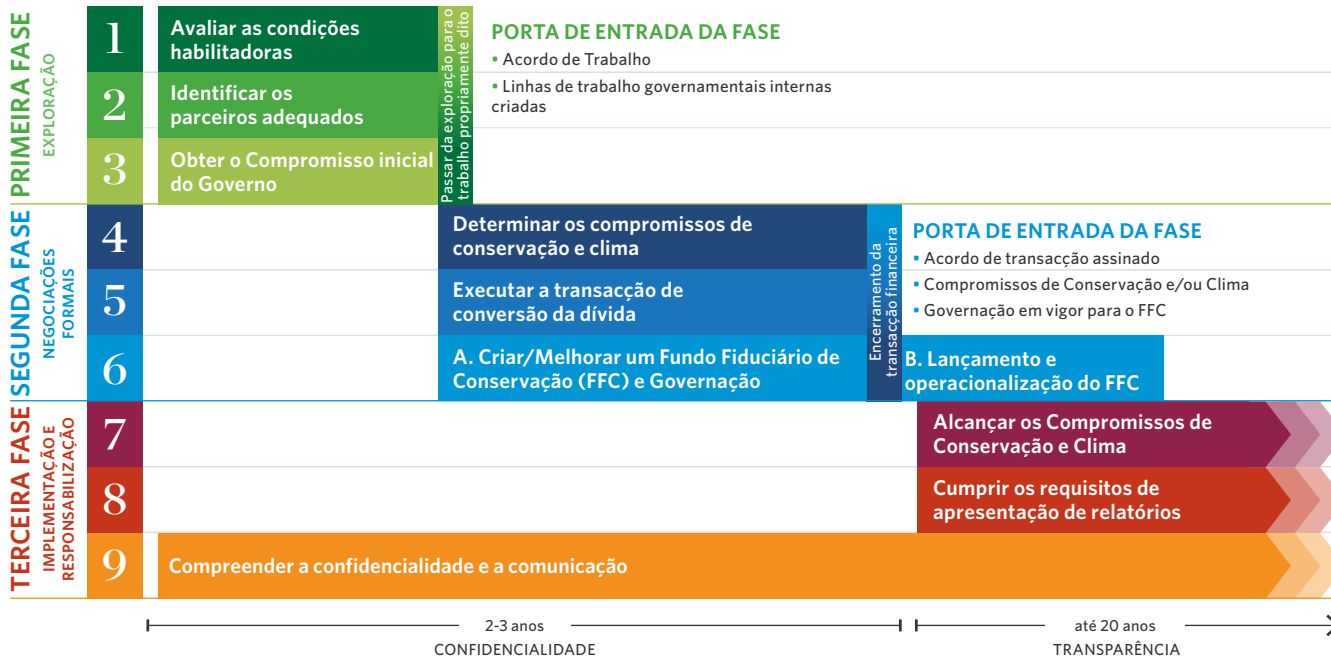 PRIMEIRA FASE
EXPLORAÇÃO
1
Avaliar as condições
habilitadoras
2
Identificar os
parceiros adequados
3
Obter o Compromisso inicial
do Governo
Passar da exploração para o
trabalho propriamente dito
PORTA DE ENTRADA DA FASE
• Acordo de Trabalho
• Linhas de trabalho governamentais internas
criadas
SEGUNDA FASE
NEGOCIAÇÕES
FORMAIS
4
Determinar os compromissos de
conservação e clima
5
Executar a transacção de
conversão da dívida
6
A. Criar/Melhorar um Fundo Fiduciário de
Conservação (FFC) e Governação
Encerramento da
transacção financeira
PORTA DE ENTRADA DA FASE
• Acordo de transacção assinado
• Compromissos de Conservação e/ou Clima
• Governação em vigor para o FFC
B. Lançamento e
operacionalização do FFC
TERCEIRA FASE
IMPLEMENTAÇÃO E
RESPONSABILIZAÇÃO
7
Alcançar os Compromissos de
Conservação e Clima
8
Cumprir os requisitos de
apresentação de relatórios
9
Compreender a confidencialidade e a comunicação
2-3 anos
CONFIDENCIALIDADE
até 20 anos
TRANSPARÊNCIA